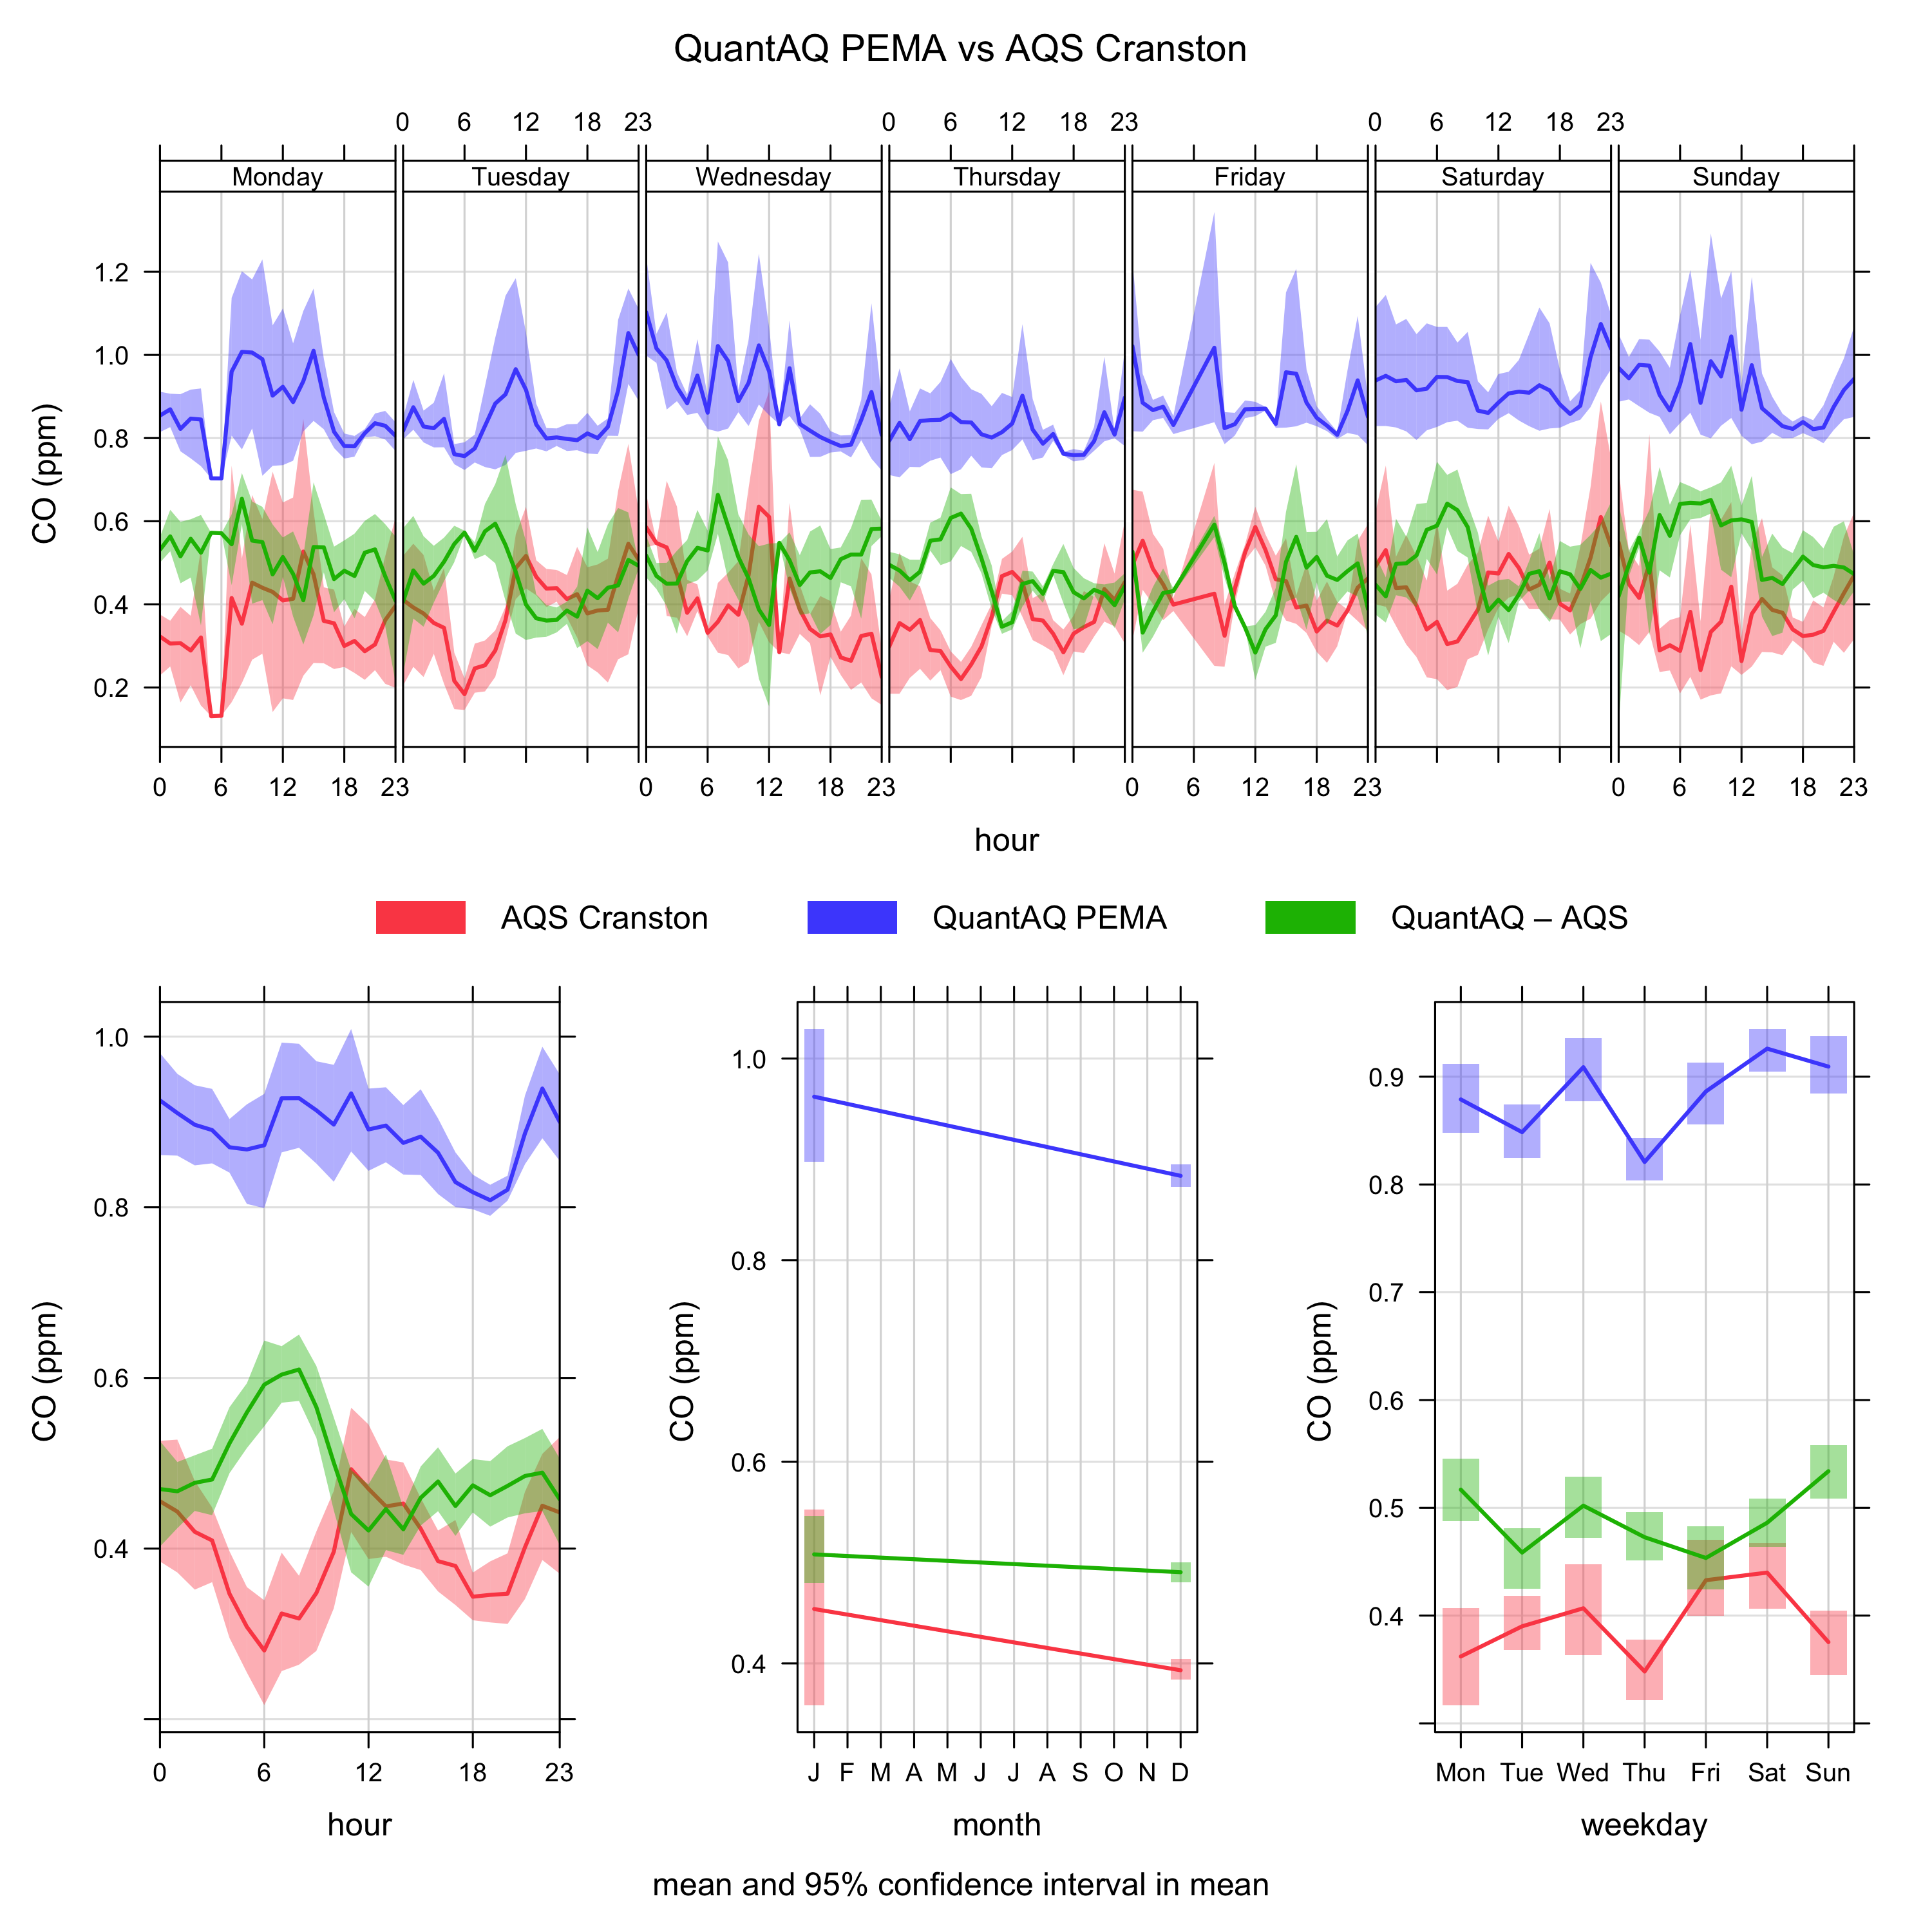 QuantAQ PEMA vs AQS Cranston
0 6 12 18 23 0 6 12 18 23 0 6 12 18 23
Monday Tuesday Wednesday Thursday Friday Saturday Sunday
1.2
1.0
0.8
0.6
0.4
0.2
CO (ppm)
0 6 12 18 23 0 6 12 18 23 0 6 12 18 23 0 6 12 18 23
hour
AQS Cranston QuantAQ PEMA QuantAQ – AQS
1.0
0.8
0.6
0.4
CO (ppm)
0 6 12 18 23
hour
1.0
0.8
0.6
0.4
CO (ppm)
J F M A M J J A S O N D
month
0.9
0.8
0.7
0.6
0.5
0.4
CO (ppm)
Mon Tue Wed Thu Fri Sat Sun
weekday
mean and 95% confidence interval in mean